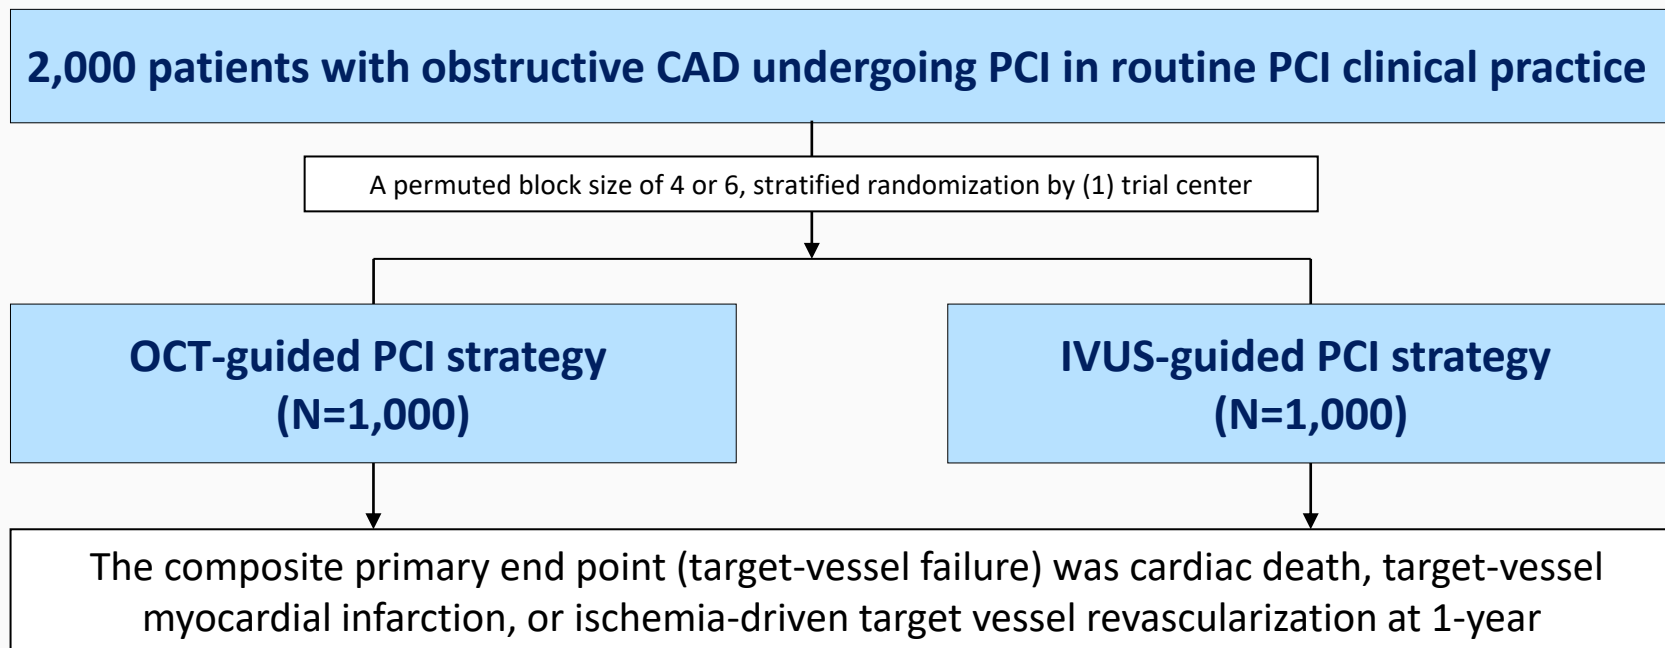 2,000 patients with obstructive CAD undergoing PCI in routine PCI clinical practice
A permuted block size of 4 or 6, stratified randomization by (1) trial center
OCT-guided PCI strategy
(N=1,000)
IVUS-guided PCI strategy
(N=1,000)
The composite primary end point (target-vessel failure) was cardiac death, target-vessel
myocardial infarction, or ischemia-driven target vessel revascularization at 1-year